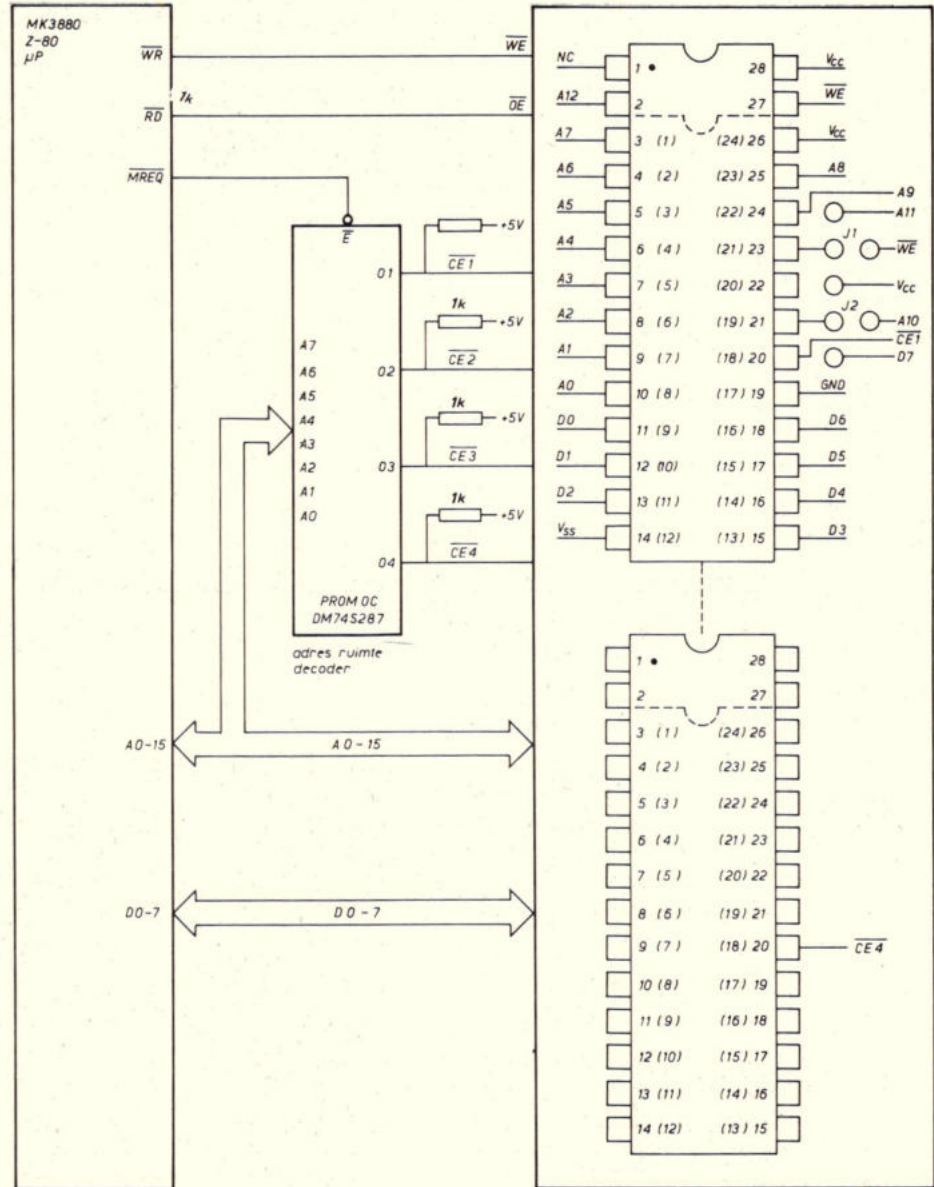 MK3880
Z-80
µP
WR
RD
MREQ
1k
WE
OE
E
01
02
03
04
+5V
CE1
1k
+5V
CE2
1k
+5V
CE3
1k
+5V
CE4
A7
A6
A5
A4
A3
A2
A1
A0
PROM OC
DM74S287
adres ruimte
decoder
A0-15
A0-15
D0-7
D0-7
NC 1 28 Vcc
A12 2 27 WE
A7 3 (1) (24) 26 Vcc
A6 4 (2) (23) 25 A8
A5 5 (3) (22) 24 A9
A11
A4 6 (4) (21) 23 J1 WE
A3 7 (5) (20) 22 Vcc
A2 8 (6) (19) 21 J2 A10
A1 9 (7) (18) 20 CE1
D7
A0 10 (8) (17) 19 GND
D0 11 (9) (16) 18 D6
D1 12 (10) (15) 17 D5
D2 13 (11) (14) 16 D4
Vss 14 (12) (13) 15 D3
1 28
2 27
3 (1) (24) 26
4 (2) (23) 25
5 (3) (22) 24
6 (4) (21) 23
7 (5) (20) 22
8 (6) (19) 21
9 (7) (18) 20 CE4
10 (8) (17) 19
11 (9) (16) 18
12 (10) (15) 17
13 (11) (14) 16
14 (12) (13) 15